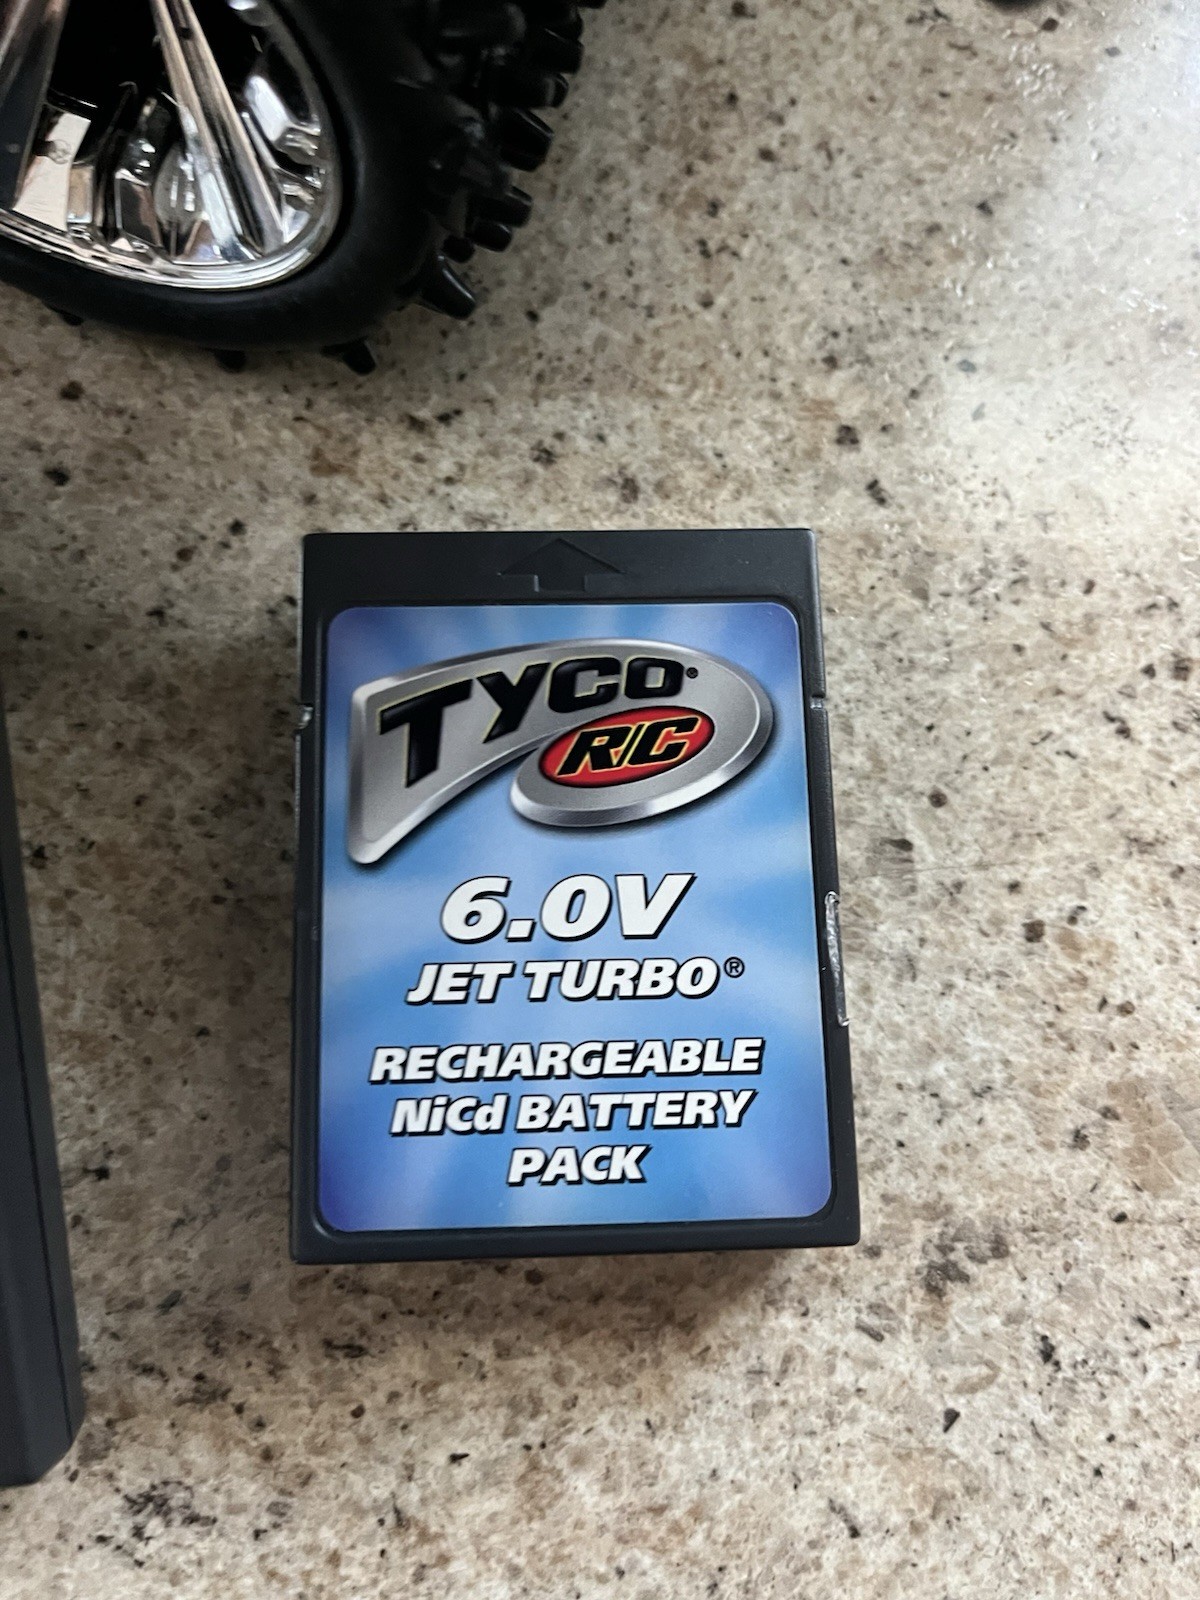 TYCO®
R/C
6.0V
JET TURBO®
RECHARGEABLE
NiCd BATTERY
PACK